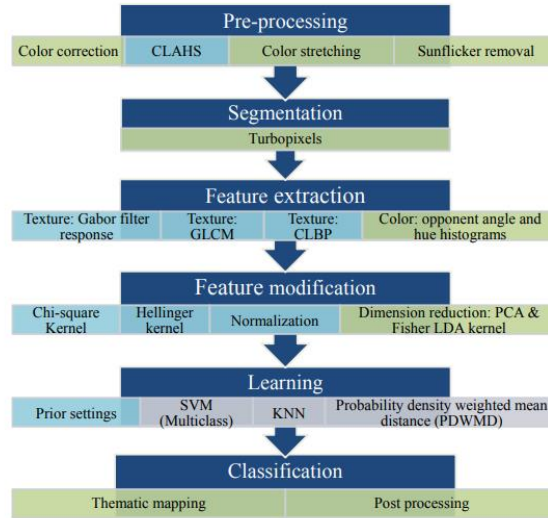 Pre-processing
Color correction
CLAHS
Color stretching
Sunflicker removal
Segmentation
Turbopixels
Feature extraction
Texture: Gabor filter
response
Texture:
GLCM
Texture:
CLBP
Color: opponent angle and
hue histograms
Feature modification
Chi-square
Kernel
Hellinger
kernel
Normalization
Dimension reduction: PCA &
Fisher LDA kernel
Learning
Prior settings
SVM
(Multiclass)
KNN
Probability density weighted mean
distance (PDWMD)
Classification
Thematic mapping
Post processing